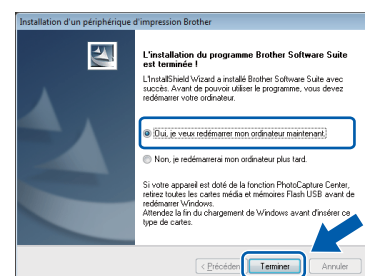 Installation d'un périphérique d'impression Brother
L'installation du programme Brother Software Suite
est terminée !
L'InstallShield Wizard a installé Brother Software Suite avec
succès. Avant de pouvoir utiliser le programme, vous devez
redémarrer votre ordinateur.
Oui, je veux redémarrer mon ordinateur maintenant.
Non, je redémarrerai mon ordinateur plus tard.
Si votre appareil est doté de la fonction PhotoCapture Center,
retirez toutes les cartes média et mémoires Flash USB avant de
redémarrer Windows.
Attendez la fin du chargement de Windows avant d'insérer ce
type de cartes.
< Précéden Terminer Annuler